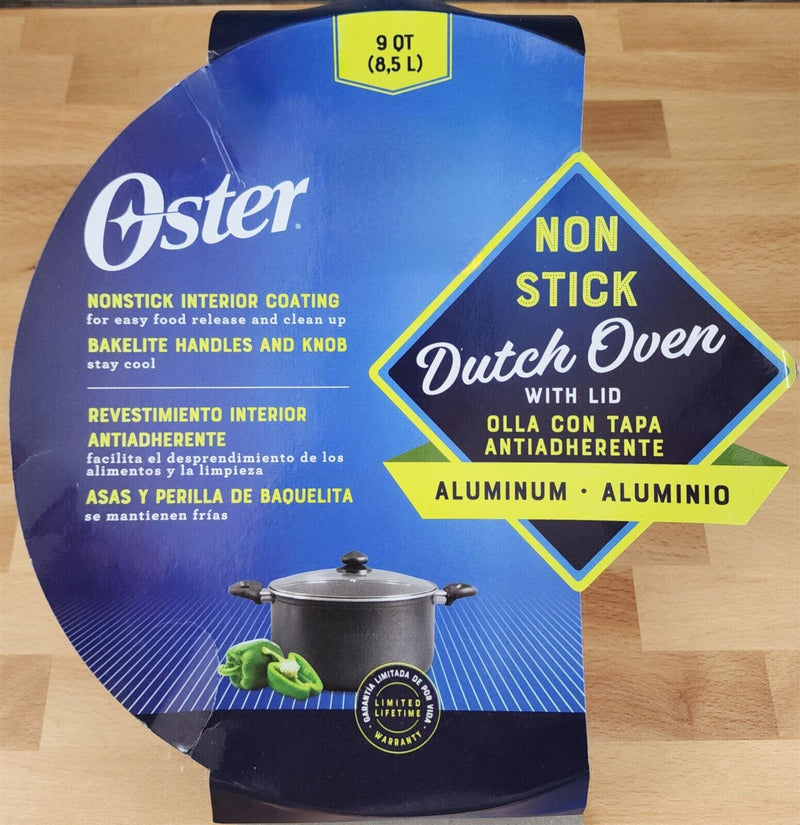 9 QT
(8,5 L)
Oster
NONSTICK INTERIOR COATING
for easy food release and clean up
BAKELITE HANDLES AND KNOB
stay cool
REVESTIMIENTO INTERIOR
ANTIADHERENTE
facilita el desprendimiento de los
alimentos y la limpieza
ASAS Y PERILLA DE BAQUELITA
se mantienen frías
NON
STICK
Dutch Oven
WITH LID
OLLA CON TAPA
ANTIADHERENTE
ALUMINUM · ALUMINIO
GARANTÍA LIMITADA DE POR VIDA
LIMITED
LIFETIME
WARRANTY